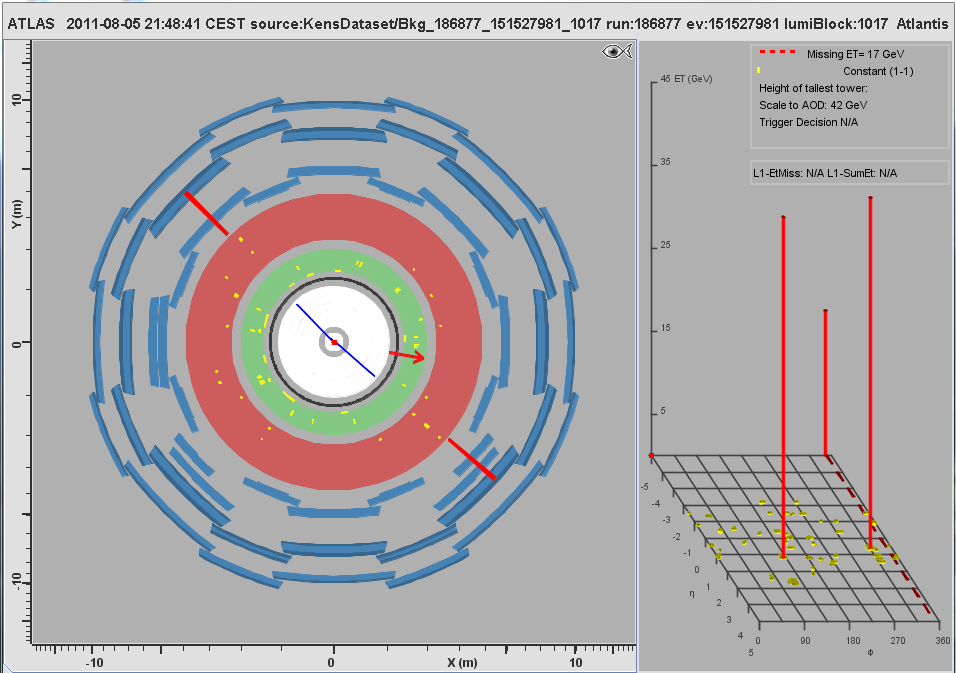 ATLAS 2011-08-05 21:48:41 CEST source:KensDataset/Bkg_186877_151527981_1017 run:186877 ev:151527981 lumiBlock:1017 Atlantis
Missing ET= 17 GeV
Constant (1-1)
Height of tallest tower:
Scale to AOD: 42 GeV
Trigger Decision N/A
L1-EtMiss: N/A L1-SumEt: N/A
10
Y (m)
0
-10
-10
0
X (m)
10
45 ET (GeV)
35
25
15
5
-5
-4
-3
-2
-1
0
η
1
2
3
4
5
0
90
180
270
360
Φ